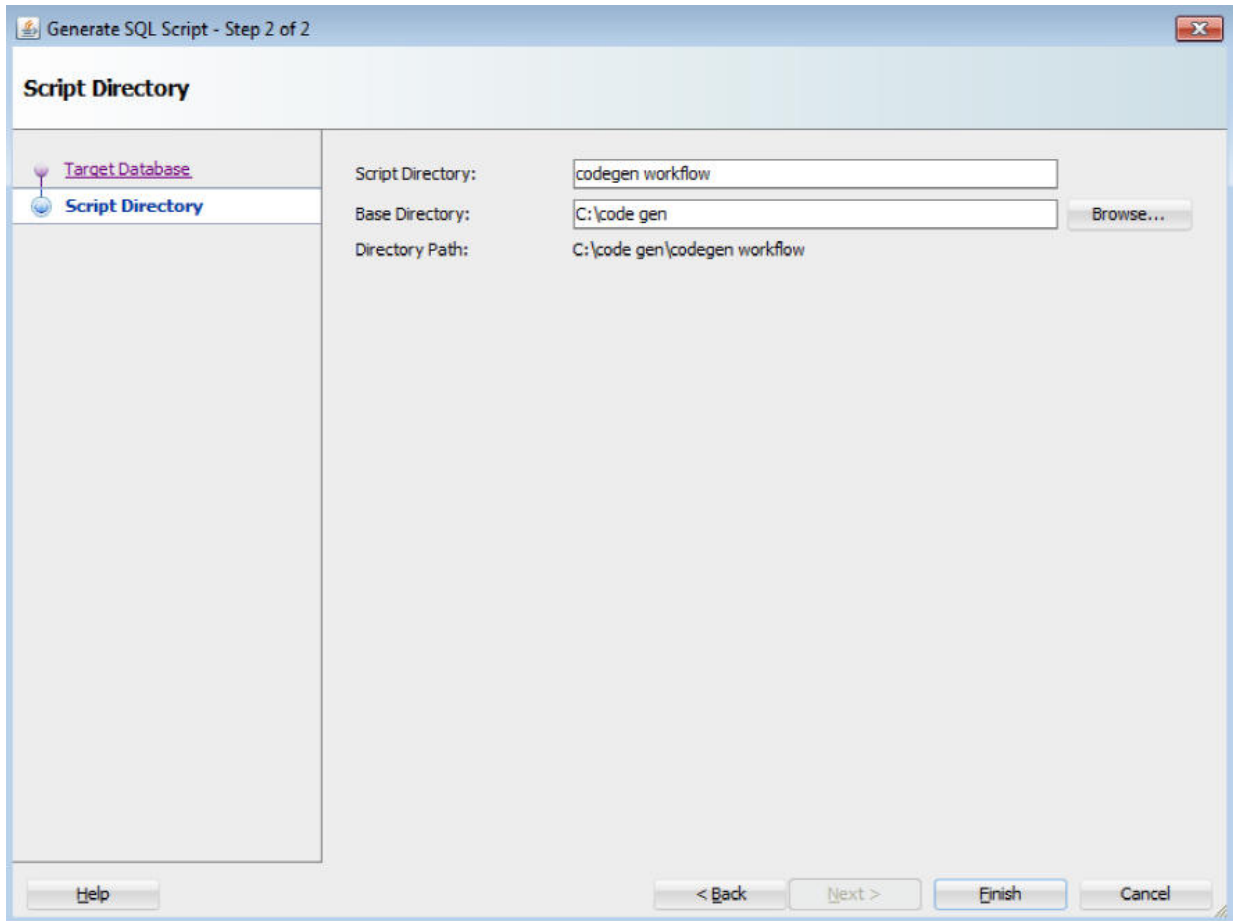 Generate SQL Script - Step 2 of 2
Script Directory
Target Database
Script Directory
Script Directory: codegen workflow
Base Directory: C:\code gen Browse...
Directory Path: C:\code gen\codegen workflow
Help < Back Next > Finish Cancel